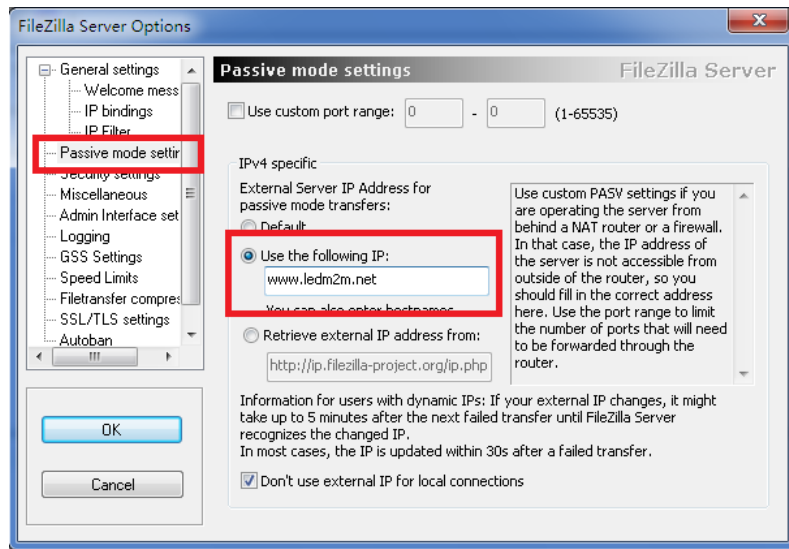 FileZilla Server Options
General settings
Welcome mess
IP bindings
IP Filter
Passive mode settir
Security settings
Miscellaneous
Admin Interface set
Logging
GSS Settings
Speed Limits
Filetransfer compres
SSL/TLS settings
Autoban
OK
Cancel
Passive mode settings
FileZilla Server
Use custom port range:
0 - 0 (1-65535)
IPv4 specific
External Server IP Address for
passive mode transfers:
Default
Use the following IP:
www.ledm2m.net
You can also enter hostnames
Retrieve external IP address from:
http://ip.filezilla-project.org/ip.php
Use custom PASV settings if you
are operating the server from
behind a NAT router or a firewall.
In that case, the IP address of
the server is not accessible from
outside of the router, so you
should fill in the correct address
here. Use the port range to limit
the number of ports that will need
to be forwarded through the
router.
Information for users with dynamic IPs: If your external IP changes, it might
take up to 5 minutes after the next failed transfer until FileZilla Server
recognizes the changed IP.
In most cases, the IP is updated within 30s after a failed transfer.
Don't use external IP for local connections